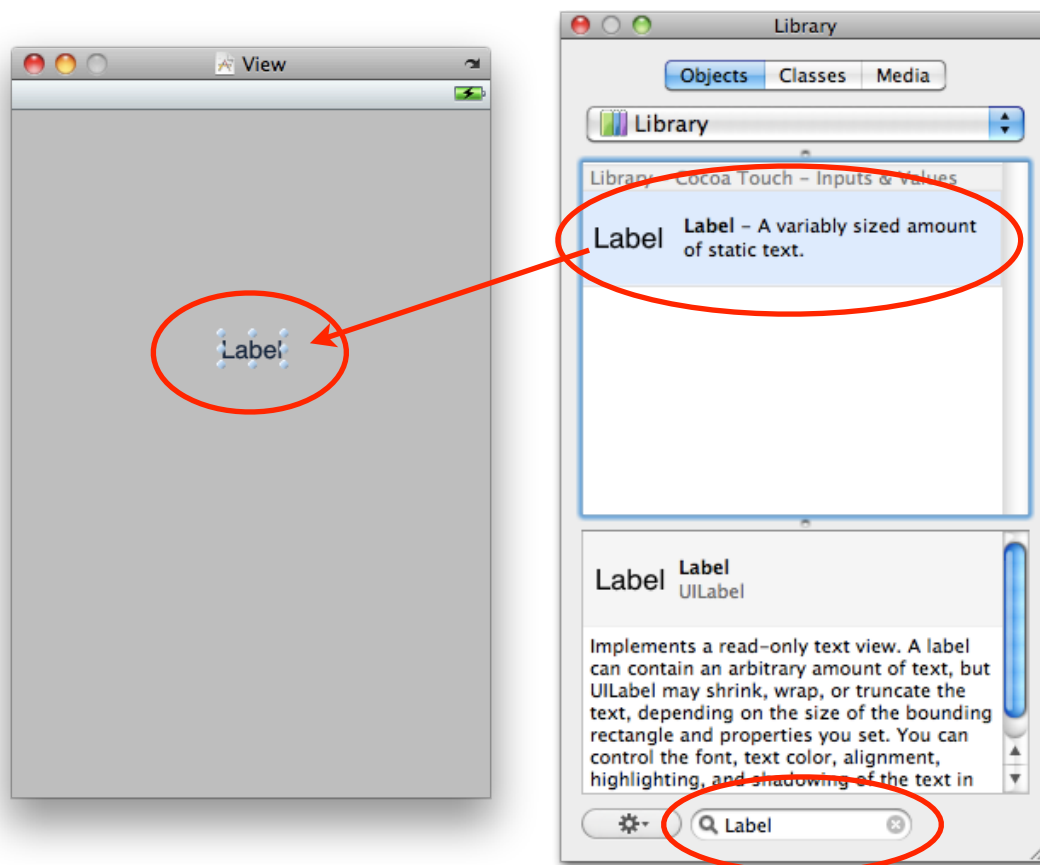 View
Label
Library
Objects Classes Media
Library
Library – Cocoa Touch – Inputs & Values
Label
Label – A variably sized amount
of static text.
Label
Label
UILabel
Implements a read-only text view. A label
can contain an arbitrary amount of text, but
UILabel may shrink, wrap, or truncate the
text, depending on the size of the bounding
rectangle and properties you set. You can
control the font, text color, alignment,
highlighting, and shadowing of the text in
Label